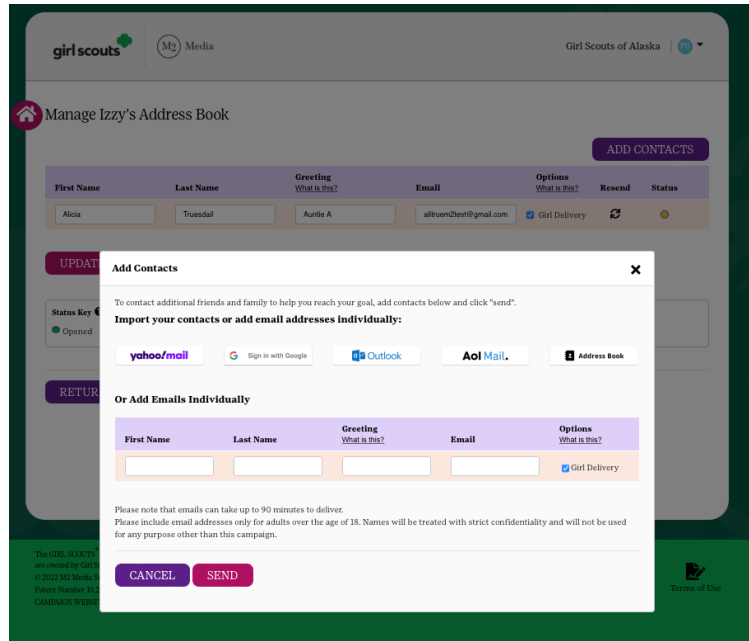 girl scouts
M2 Media
Girl Scouts of Alaska
PG
Manage Izzy's Address Book
ADD CONTACTS
First Name Last Name Greeting What is this? Email Options What is this? Resend Status
Alicia Truesdail Auntie A alitruem2test@gmail.com Girl Delivery
Add Contacts
Status Key
Opened
To contact additional friends and family to help you reach your goal, add contacts below and click "send".
Import your contacts or add email addresses individually:
yahoo!mail
Sign in with Google
Outlook
Aol Mail.
Address Book
Or Add Emails Individually
First Name Last Name Greeting What is this? Email Options What is this?
Girl Delivery
Please note that emails can take up to 90 minutes to deliver.
Please include email addresses only for adults over the age of 18. Names will be treated with strict confidentiality and will not be used
for any purpose other than this campaign.
CANCEL
SEND
The GIRL SCOUTS®
are owned by Girl
© 2022 M2 Media
Patent Number 10,2
CAMPAIGN
Terms of Use